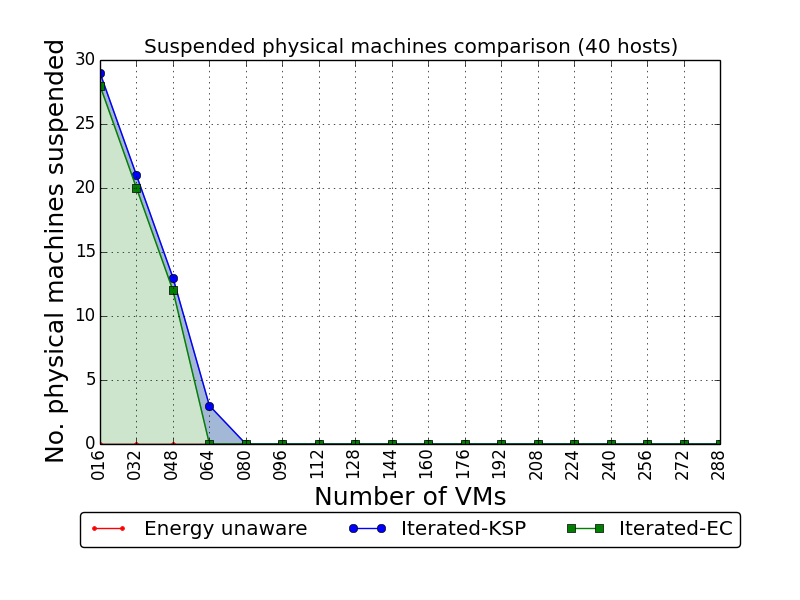 Suspended physical machines comparison (40 hosts)
No. physical machines suspended
30
25
20
15
10
5
0
016 032 048 064 080 096 112 128 144 160 176 192 208 224 240 256 272 288
Number of VMs
Energy unaware Iterated-KSP Iterated-EC